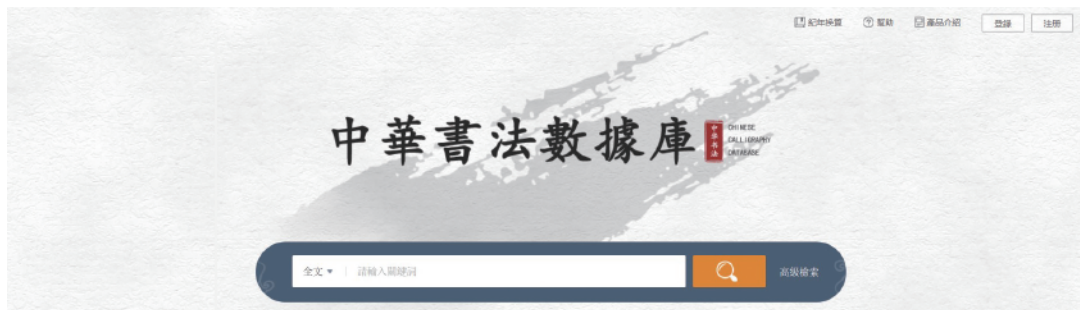 紀年換算 幫助 產品介紹 登錄 注册
中華書法數據庫
中華书法
CHINESE
CALLIGRAPHY
DATABASE
全文 請輸入關鍵詞 高級檢索